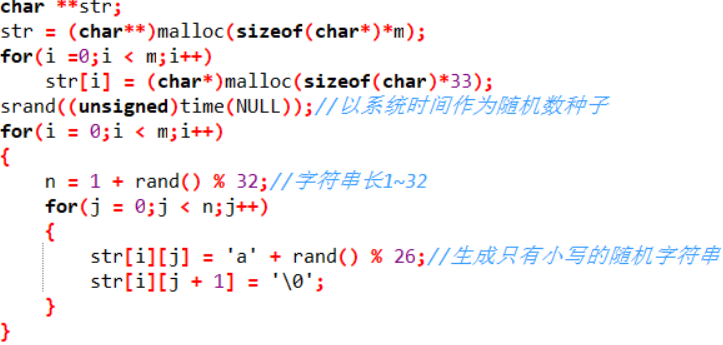 char **str;
str = (char**)malloc(sizeof(char*)*m);
for(i =0;i < m;i++)
    str[i] = (char*)malloc(sizeof(char)*33);
srand((unsigned)time(NULL));//以系统时间作为随机数种子
for(i = 0;i < m;i++)
{
    n = 1 + rand() % 32;//字符串长1~32
    for(j = 0;j < n;j++)
    {
        str[i][j] = 'a' + rand() % 26;//生成只有小写的随机字符串
        str[i][j + 1] = '\0';
    }
}